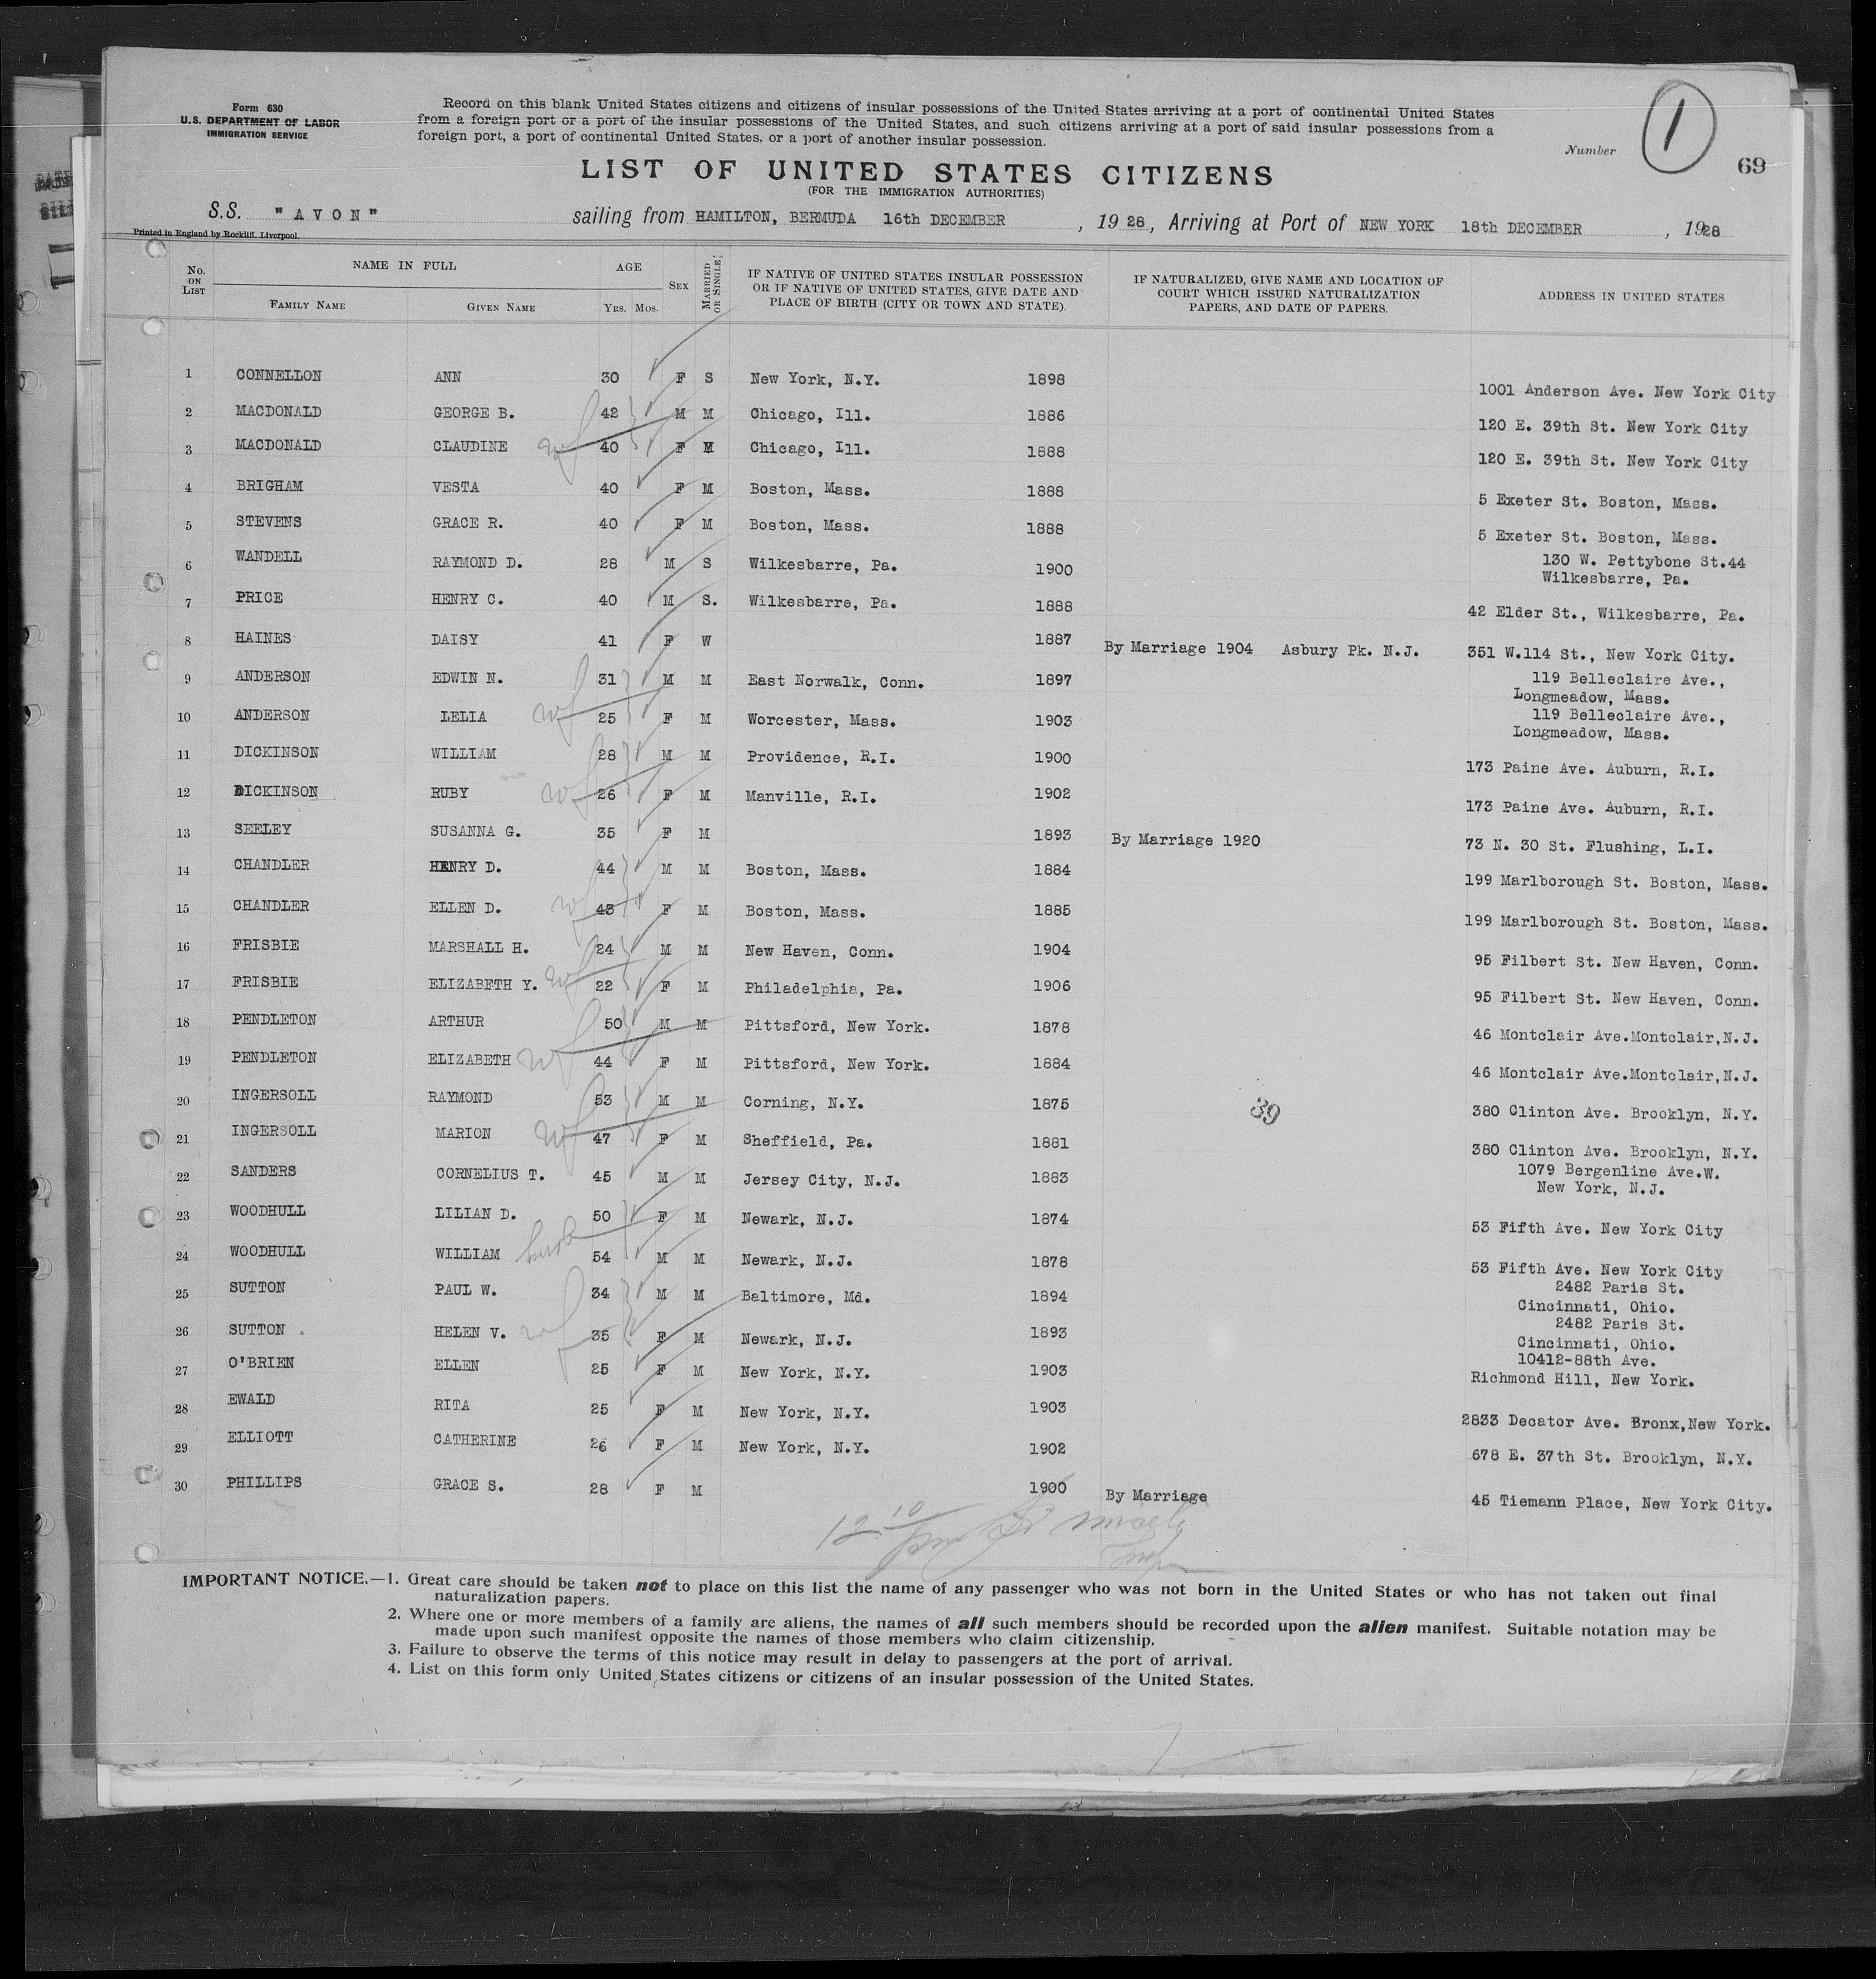 Form 630
U.S. DEPARTMENT OF LABOR
IMMIGRATION SERVICE
Record on this blank United States citizens and citizens of insular possessions of the United States arriving at a port of continental United States
from a foreign port or a port of the insular possessions of the United States, and such citizens arriving at a port of said insular possessions from a
foreign port, a port of continental United States, or a port of another insular possession.
Number 1
69
LIST OF UNITED STATES CITIZENS
(FOR THE IMMIGRATION AUTHORITIES)
S.S. "AVON" sailing from HAMILTON, BERMUDA 16th DECEMBER , 1928, Arriving at Port of NEW YORK 18th DECEMBER , 1928
Printed in England by Rockliff, Liverpool.
No. ON LIST NAME IN FULL FAMILY NAME GIVEN NAME AGE Yrs. Mos. SEX MARRIED OR SINGLE IF NATIVE OF UNITED STATES INSULAR POSSESSION OR IF NATIVE OF UNITED STATES, GIVE DATE AND PLACE OF BIRTH (CITY OR TOWN AND STATE). IF NATURALIZED, GIVE NAME AND LOCATION OF COURT WHICH ISSUED NATURALIZATION PAPERS, AND DATE OF PAPERS. ADDRESS IN UNITED STATES
1 CONNELLON ANN 30 F S New York, N.Y. 1898 1001 Anderson Ave. New York City
2 MACDONALD GEORGE B. 42 M M Chicago, Ill. 1886 120 E. 39th St. New York City
3 MACDONALD CLAUDINE wf 40 F M Chicago, Ill. 1888 120 E. 39th St. New York City
4 BRIGHAM VESTA 40 F M Boston, Mass. 1888 5 Exeter St. Boston, Mass.
5 STEVENS GRACE R. 40 F M Boston, Mass. 1888 5 Exeter St. Boston, Mass.
6 WANDELL RAYMOND D. 28 M S Wilkesbarre, Pa. 1900 130 W. Pettybone St.44
Wilkesbarre, Pa.
7 PRICE HENRY C. 40 M S. Wilkesbarre, Pa. 1888 42 Elder St., Wilkesbarre, Pa.
8 HAINES DAISY 41 F W 1887 By Marriage 1904 Asbury Pk. N.J. 351 W.114 St., New York City.
9 ANDERSON EDWIN N. 31 M M East Norwalk, Conn. 1897 119 Belleclaire Ave.,
Longmeadow, Mass.
10 ANDERSON LELIA wf 25 F M Worcester, Mass. 1903 119 Belleclaire Ave.,
Longmeadow, Mass.
11 DICKINSON WILLIAM 28 M M Providence, R.I. 1900 173 Paine Ave. Auburn, R.I.
12 DICKINSON RUBY wf 26 F M Manville, R.I. 1902 173 Paine Ave. Auburn, R.I.
13 SEELEY SUSANNA G. 35 F M 1893 By Marriage 1920 73 N. 30 St. Flushing, L.I.
14 CHANDLER HENRY D. 44 M M Boston, Mass. 1884 199 Marlborough St. Boston, Mass.
15 CHANDLER ELLEN D. wf 43 F M Boston, Mass. 1885 199 Marlborough St. Boston, Mass.
16 FRISBIE MARSHALL H. 24 M M New Haven, Conn. 1904 95 Filbert St. New Haven, Conn.
17 FRISBIE ELIZABETH Y. wf 22 F M Philadelphia, Pa. 1906 95 Filbert St. New Haven, Conn.
18 PENDLETON ARTHUR 50 M M Pittsford, New York. 1878 46 Montclair Ave.Montclair,N.J.
19 PENDLETON ELIZABETH wf 44 F M Pittsford, New York. 1884 46 Montclair Ave.Montclair,N.J.
20 INGERSOLL RAYMOND 53 M M Corning, N.Y. 1875 39 380 Clinton Ave. Brooklyn, N.Y.
21 INGERSOLL MARION wf 47 F M Sheffield, Pa. 1881 380 Clinton Ave. Brooklyn, N.Y.
22 SANDERS CORNELIUS T. 45 M M Jersey City, N.J. 1883 1079 Bergenline Ave.W.
New York, N.J.
23 WOODHULL LILIAN D. 50 F M Newark, N.J. 1874 53 Fifth Ave. New York City
24 WOODHULL WILLIAM husb 54 M M Newark, N.J. 1878 53 Fifth Ave. New York City
25 SUTTON PAUL W. 34 M M Baltimore, Md. 1894 2482 Paris St.
Cincinnati, Ohio.
26 SUTTON HELEN V. wf 35 F M Newark, N.J. 1893 2482 Paris St.
Cincinnati, Ohio.
27 O'BRIEN ELLEN 25 F M New York, N.Y. 1903 10412-88th Ave.
Richmond Hill, New York.
28 EWALD RITA 25 F M New York, N.Y. 1903 2833 Decator Ave. Bronx,New York.
29 ELLIOTT CATHERINE 26 F M New York, N.Y. 1902 678 E. 37th St. Brooklyn, N.Y.
30 PHILLIPS GRACE S. 28 F M 1900 By Marriage 45 Tiemann Place, New York City.
12 10 pm
IMPORTANT NOTICE.—1. Great care should be taken not to place on this list the name of any passenger who was not born in the United States or who has not taken out final
naturalization papers.
2. Where one or more members of a family are aliens, the names of all such members should be recorded upon the alien manifest. Suitable notation may be
made upon such manifest opposite the names of those members who claim citizenship.
3. Failure to observe the terms of this notice may result in delay to passengers at the port of arrival.
4. List on this form only United States citizens or citizens of an insular possession of the United States.